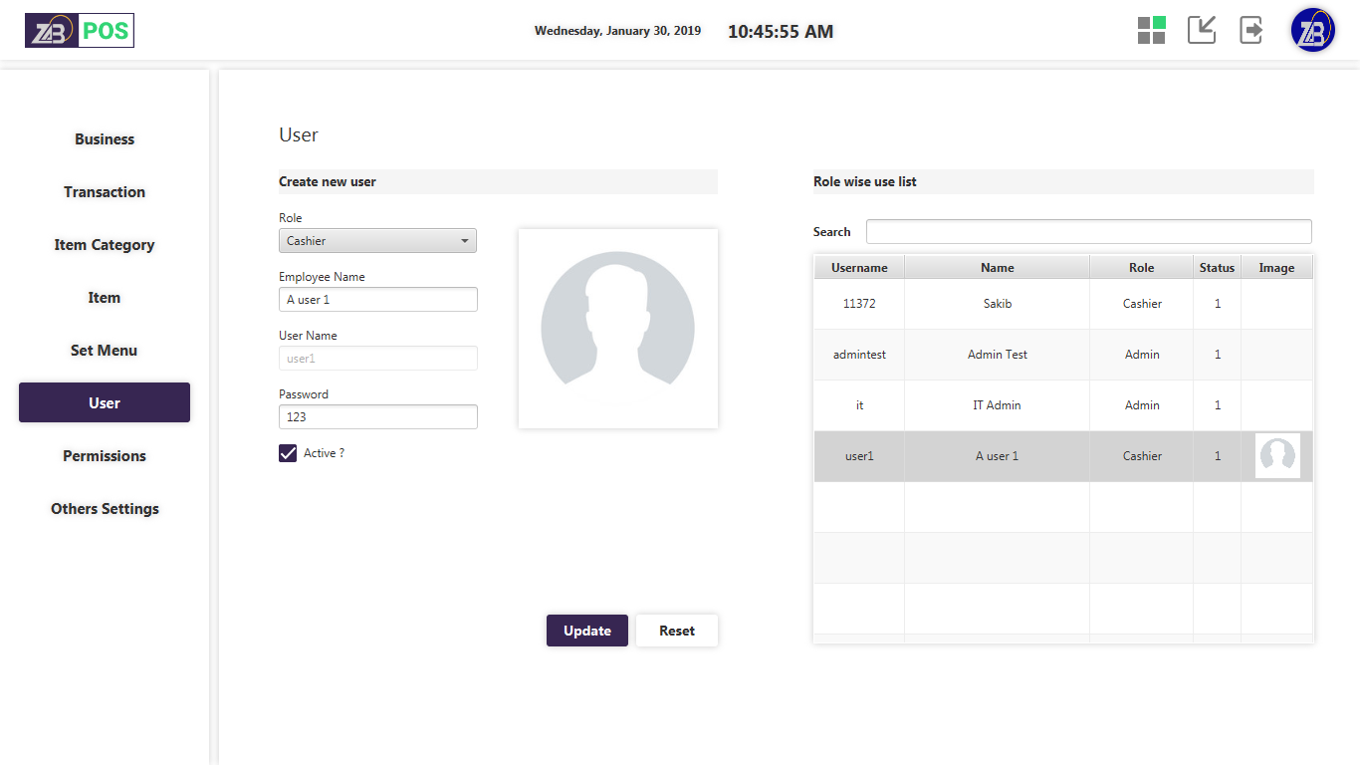 ZB POS
Wednesday, January 30, 2019
10:45:55 AM
ZB
Business
Transaction
Item Category
Item
Set Menu
User
Permissions
Others Settings
User
Create new user
Role
Cashier
Employee Name
A user 1
User Name
user1
Password
123
Active ?
Update
Reset
Role wise use list
Search
Username Name Role Status Image
11372 Sakib Cashier 1
admintest Admin Test Admin 1
it IT Admin Admin 1
user1 A user 1 Cashier 1